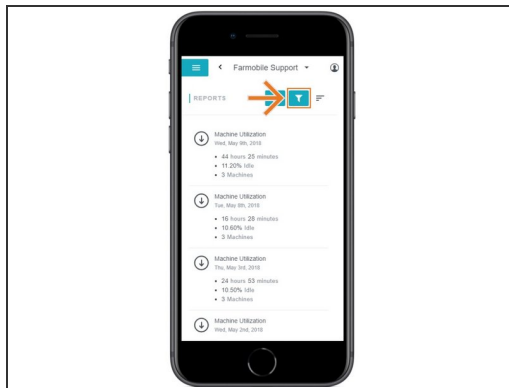 Farmobile Support
REPORTS
Machine Utilization
Wed, May 9th, 2018
44 hours 25 minutes
11.20% Idle
3 Machines
Machine Utilization
Tue, May 8th, 2018
16 hours 28 minutes
10.60% Idle
3 Machines
Machine Utilization
Thu, May 3rd, 2018
24 hours 53 minutes
10.50% Idle
3 Machines
Machine Utilization
Wed, May 2nd, 2018